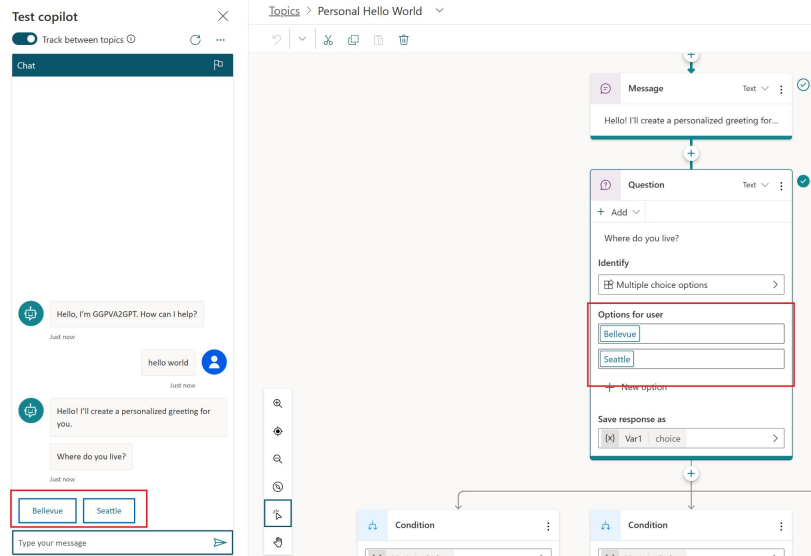 Test copilot
Track between topics
Chat
Hello, I'm GGPVA2GPT. How can I help?
Just now
hello world
Just now
Hello! I'll create a personalized greeting for
you.
Where do you live?
Just now
Bellevue
Seattle
Type your message
Topics > Personal Hello World
Message
Text
Hello! I'll create a personalized greeting for...
Question
Text
+ Add
Where do you live?
Identify
Multiple choice options
Options for user
Bellevue
Seattle
+ New option
Save response as
{x} Var1 choice
Condition
Condition